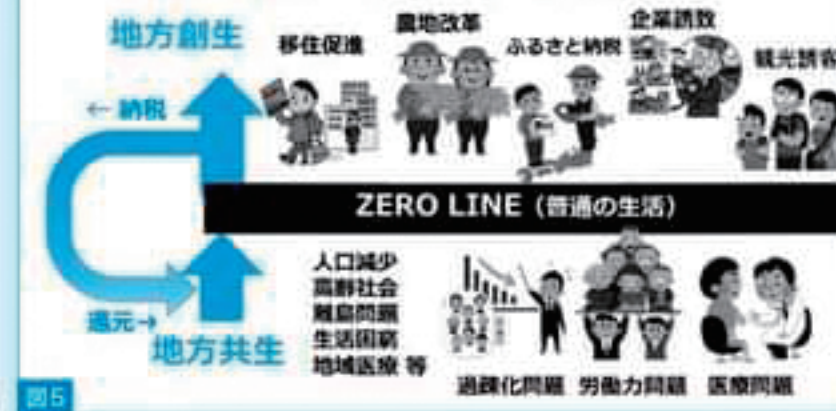 地方創生
移住促進
農地改革
ふるさと納税
企業誘致
観光誘客
← 納税
ZERO LINE（普通の生活）
人口減少
高齢社会
離島問題
生活困窮
地域医療 等
還元→
地方共生
過疎化問題
労働力問題
医療問題
図5